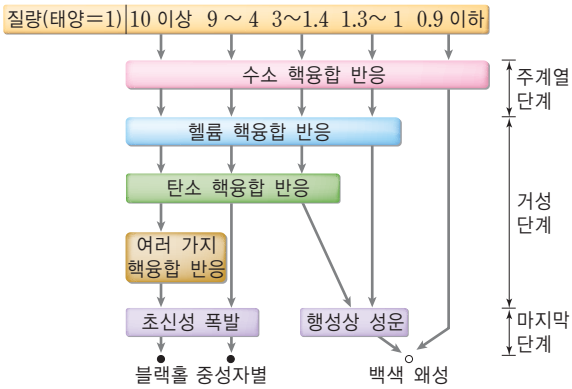 질량(태양=1) 10 이상 9 ~ 4 3~1.4 1.3~ 1 0.9 이하
수소 핵융합 반응
주계열
단계
헬륨 핵융합 반응
탄소 핵융합 반응
거성
단계
여러 가지
핵융합 반응
초신성 폭발 행성상 성운
마지막
단계
블랙홀 중성자별 백색 왜성